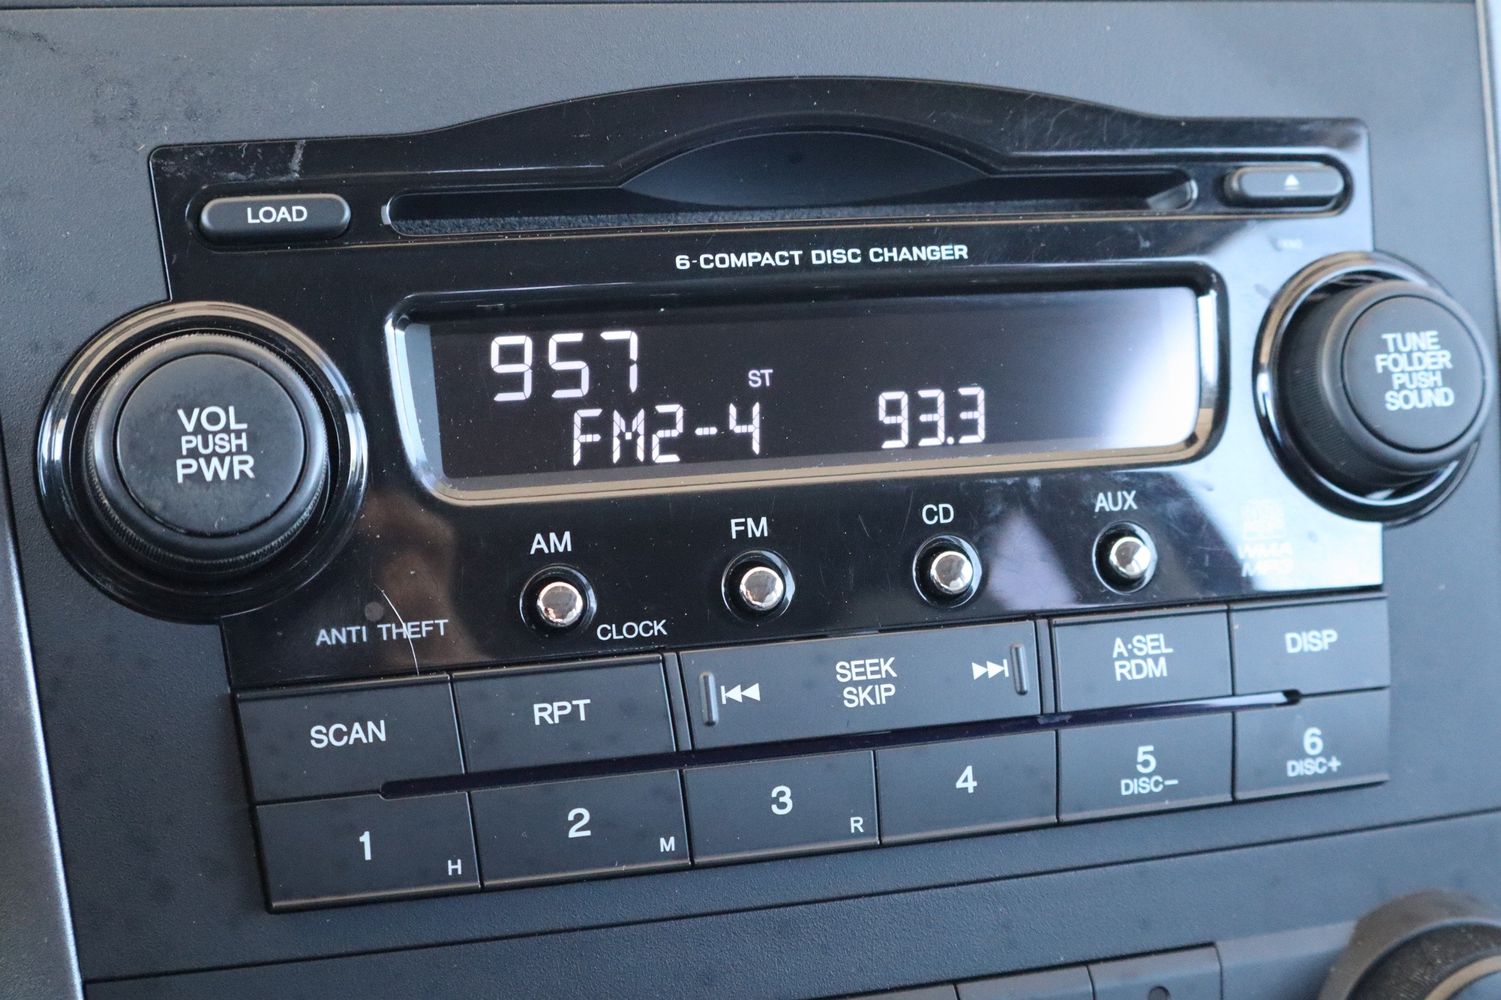 LOAD
6-COMPACT DISC CHANGER
957
ST
FM2-4 93.3
VOL
PUSH
PWR
TUNE
FOLDER
PUSH
SOUND
AM
FM
CD
AUX
WMA
MP3
ANTI THEFT
CLOCK
SCAN
RPT
SEEK
SKIP
A·SEL
RDM
DISP
1 H
2 M
3 R
4
5
DISC−
6
DISC+